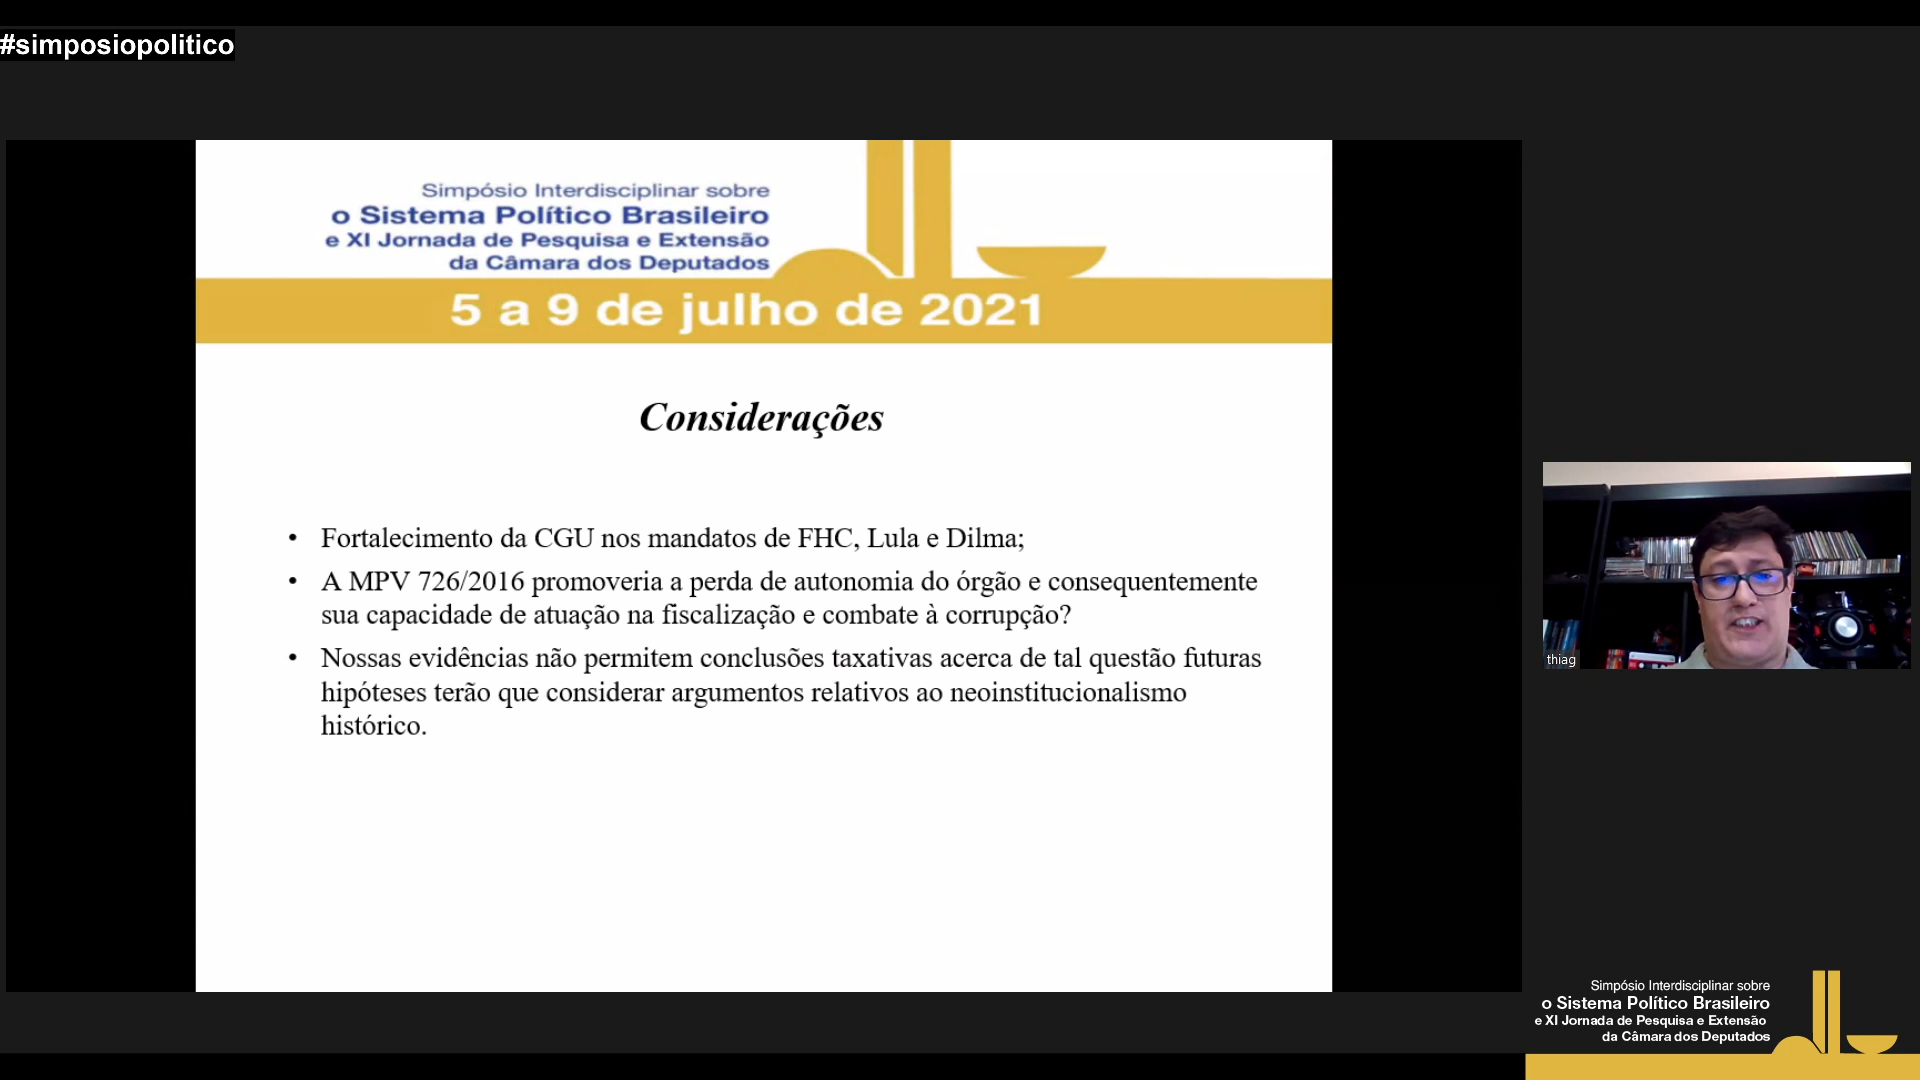 #simposiopolitico
Simpósio Interdisciplinar sobre
o Sistema Político Brasileiro
e XI Jornada de Pesquisa e Extensão
da Câmara dos Deputados
5 a 9 de julho de 2021
Considerações
• Fortalecimento da CGU nos mandatos de FHC, Lula e Dilma;
• A MPV 726/2016 promoveria a perda de autonomia do órgão e consequentemente
sua capacidade de atuação na fiscalização e combate à corrupção?
• Nossas evidências não permitem conclusões taxativas acerca de tal questão futuras
hipóteses terão que considerar argumentos relativos ao neoinstitucionalismo
histórico.
thiag
Simpósio Interdisciplinar sobre
o Sistema Político Brasileiro
e XI Jornada de Pesquisa e Extensão
da Câmara dos Deputados